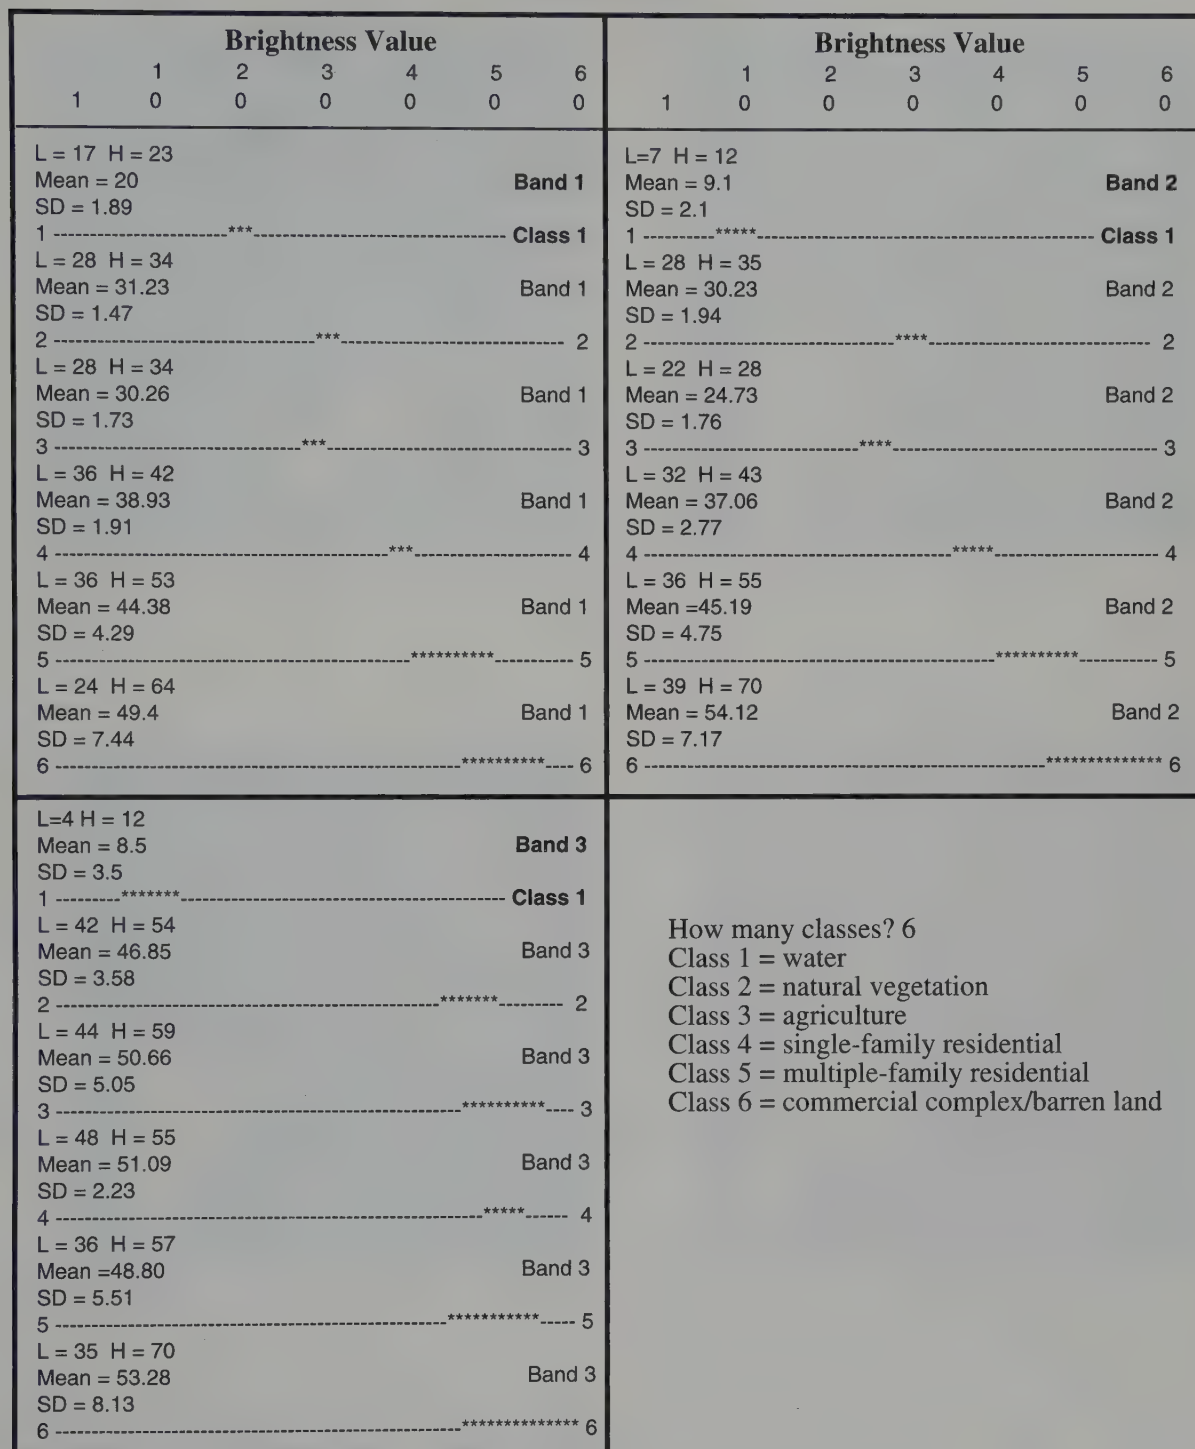 Brightness Value
1 2 3 4 5 6
1 0 0 0 0 0 0
L = 17 H = 23
Mean = 20 Band 1
SD = 1.89
1 ------------------------***----------------------------------- Class 1
L = 28 H = 34
Mean = 31.23 Band 1
SD = 1.47
2 ------------------------------------***------------------------------- 2
L = 28 H = 34
Mean = 30.26 Band 1
SD = 1.73
3 ----------------------------------***---------------------------------- 3
L = 36 H = 42
Mean = 38.93 Band 1
SD = 1.91
4 ----------------------------------------------***---------------------- 4
L = 36 H = 53
Mean = 44.38 Band 1
SD = 4.29
5 -------------------------------------------------**********----------- 5
L = 24 H = 64
Mean = 49.4 Band 1
SD = 7.44
6 --------------------------------------------------------**********---- 6
Brightness Value
1 2 3 4 5 6
1 0 0 0 0 0 0
L=7 H = 12
Mean = 9.1 Band 2
SD = 2.1
1 ----------*****----------------------------------------------- Class 1
L = 28 H = 35
Mean = 30.23 Band 2
SD = 1.94
2 -----------------------------------****------------------------------- 2
L = 22 H = 28
Mean = 24.73 Band 2
SD = 1.76
3 ------------------------------****------------------------------------- 3
L = 32 H = 43
Mean = 37.06 Band 2
SD = 2.77
4 -------------------------------------------*****----------------------- 4
L = 36 H = 55
Mean =45.19 Band 2
SD = 4.75
5 -------------------------------------------------**********----------- 5
L = 39 H = 70
Mean = 54.12 Band 2
SD = 7.17
6 --------------------------------------------------------************** 6
L=4 H = 12
Mean = 8.5 Band 3
SD = 3.5
1 ---------*******--------------------------------------------- Class 1
L = 42 H = 54
Mean = 46.85 Band 3
SD = 3.58
2 -----------------------------------------------------*******--------- 2
L = 44 H = 59
Mean = 50.66 Band 3
SD = 5.05
3 --------------------------------------------------------**********---- 3
L = 48 H = 55
Mean = 51.09 Band 3
SD = 2.23
4 -----------------------------------------------------------*****------ 4
L = 36 H = 57
Mean =48.80 Band 3
SD = 5.51
5 ------------------------------------------------------***********----- 5
L = 35 H = 70
Mean = 53.28 Band 3
SD = 8.13
6 --------------------------------------------------------************** 6
How many classes? 6
Class 1 = water
Class 2 = natural vegetation
Class 3 = agriculture
Class 4 = single-family residential
Class 5 = multiple-family residential
Class 6 = commercial complex/barren land